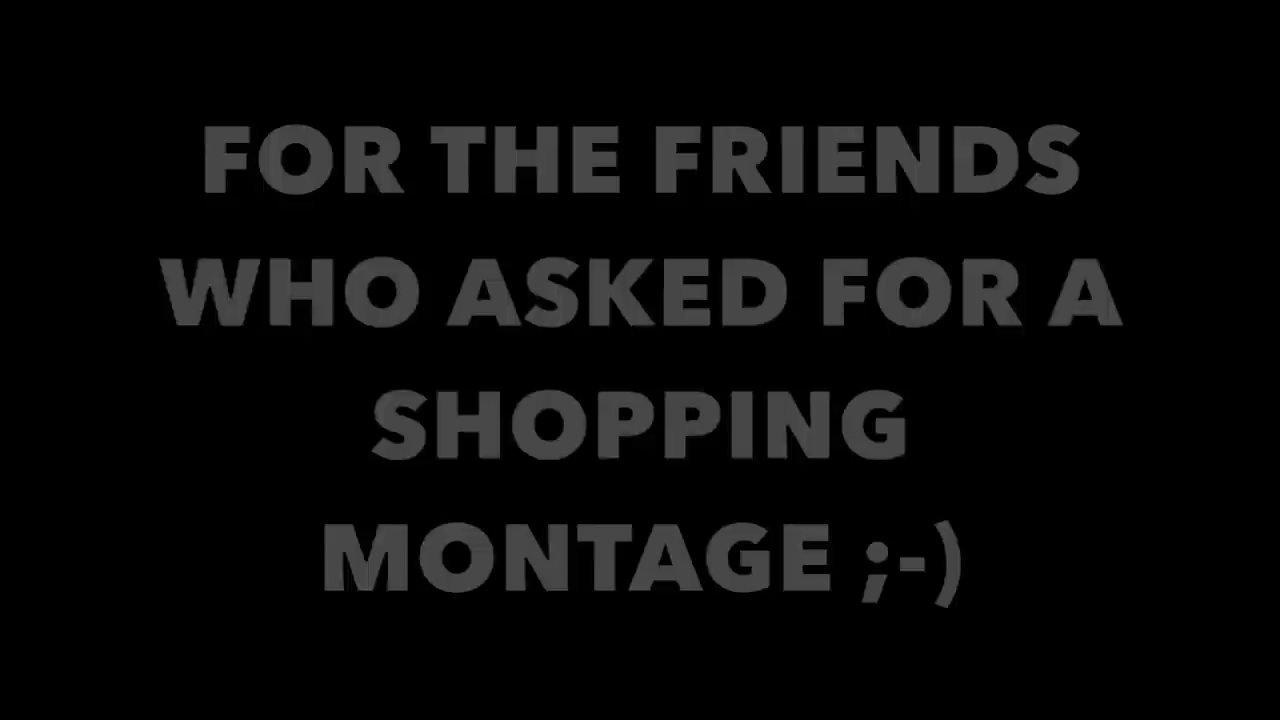 FOR THE FRIENDS
WHO ASKED FOR A
SHOPPING
MONTAGE ;-)